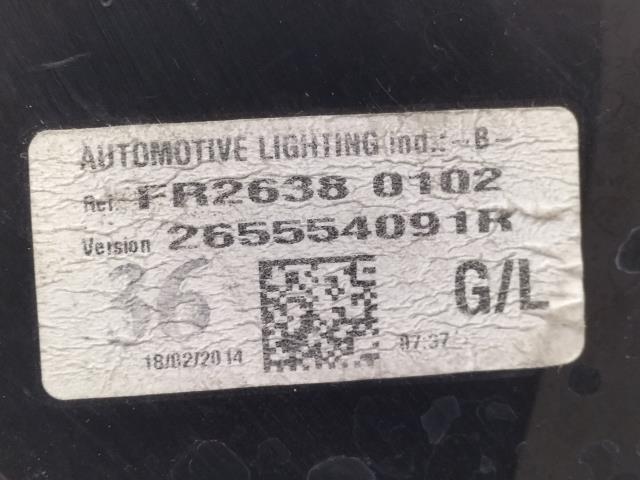 AUTOMOTIVE LIGHTING ind.: -B-
Ref.: FR2638 0102
Version 265554091R
36
G/L
18/02/2014 07:37